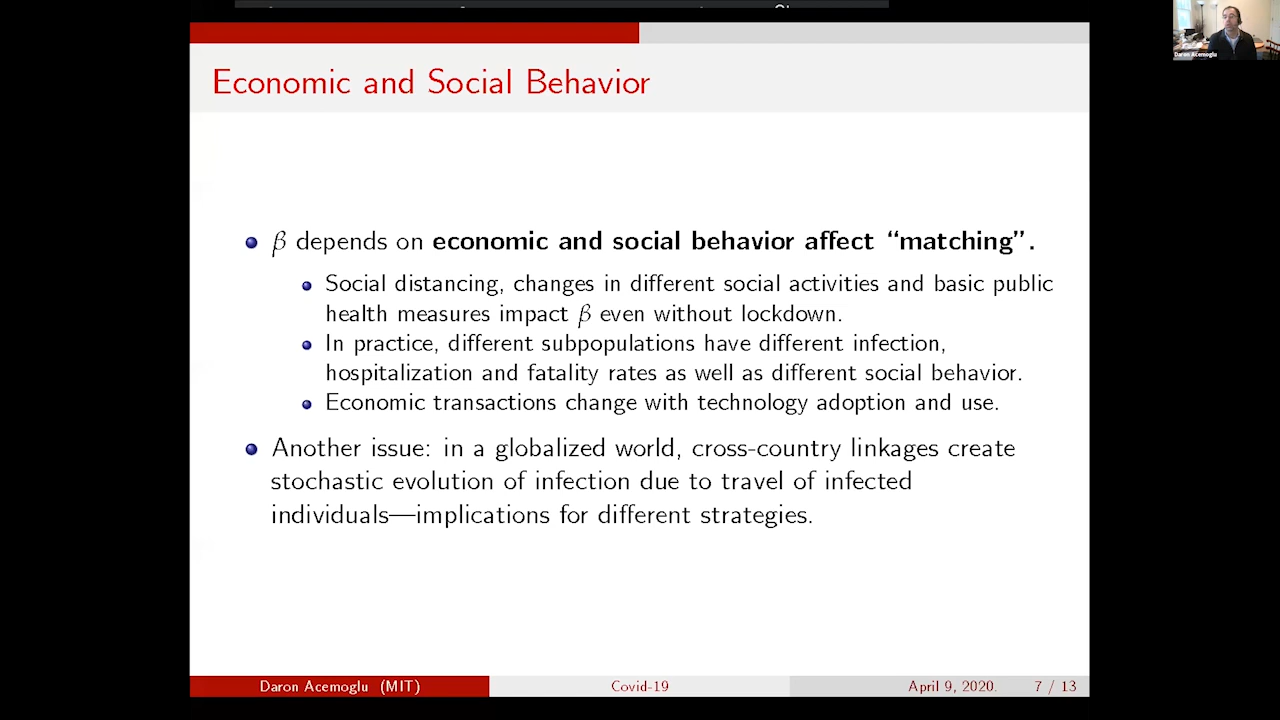 Economic and Social Behavior
Daron Acemoglu
β depends on economic and social behavior affect “matching”.
Social distancing, changes in different social activities and basic public
health measures impact β even without lockdown.
In practice, different subpopulations have different infection,
hospitalization and fatality rates as well as different social behavior.
Economic transactions change with technology adoption and use.
Another issue: in a globalized world, cross-country linkages create
stochastic evolution of infection due to travel of infected
individuals—implications for different strategies.
Daron Acemoglu (MIT) Covid-19 April 9, 2020. 7 / 13